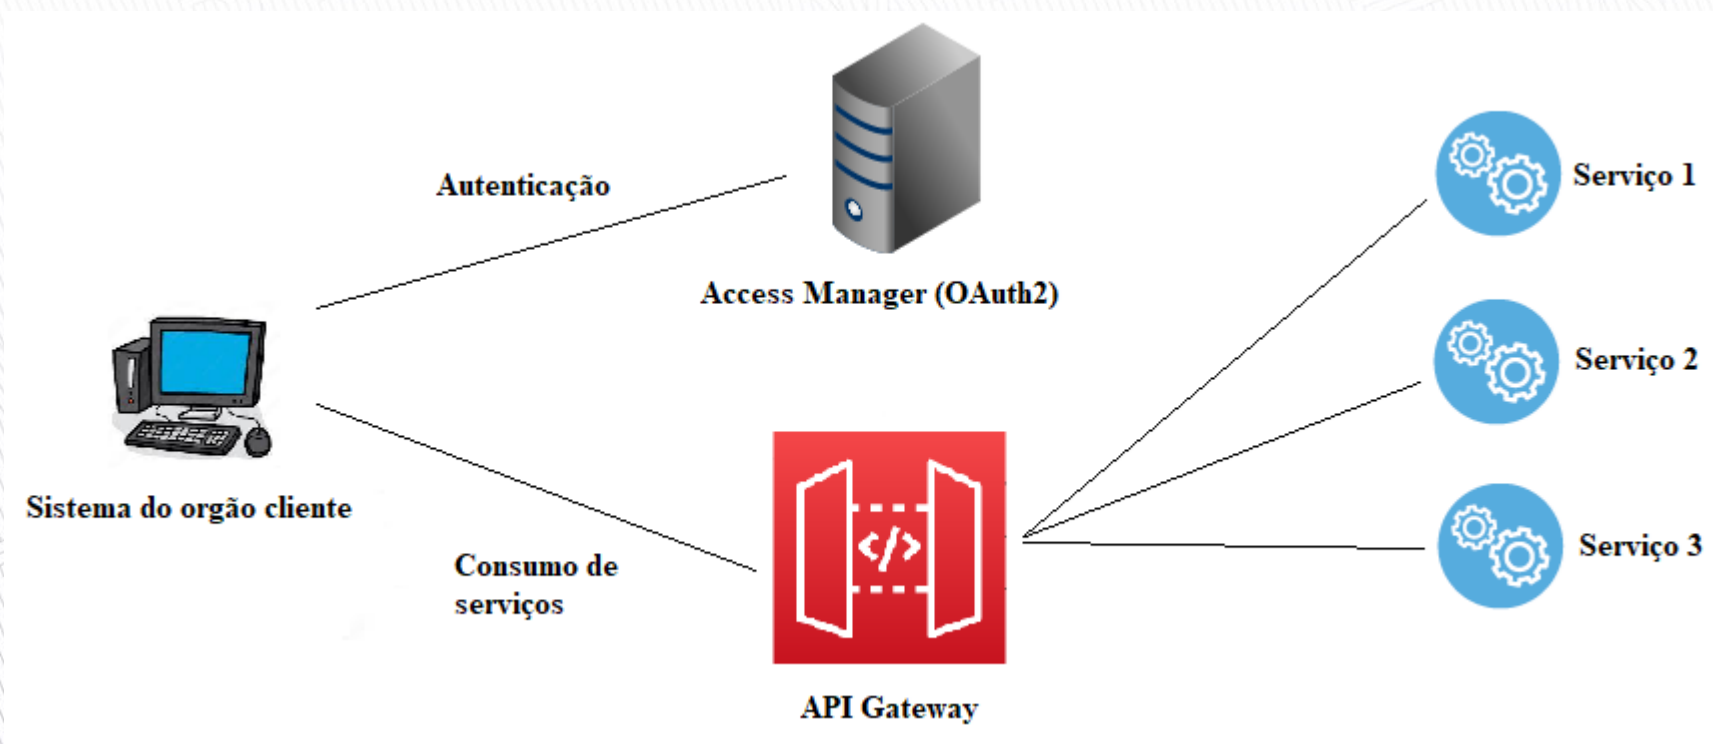 Autenticação
Access Manager (OAuth2)
Sistema do orgão cliente
Consumo de
serviços
</>
API Gateway
Serviço 1
Serviço 2
Serviço 3